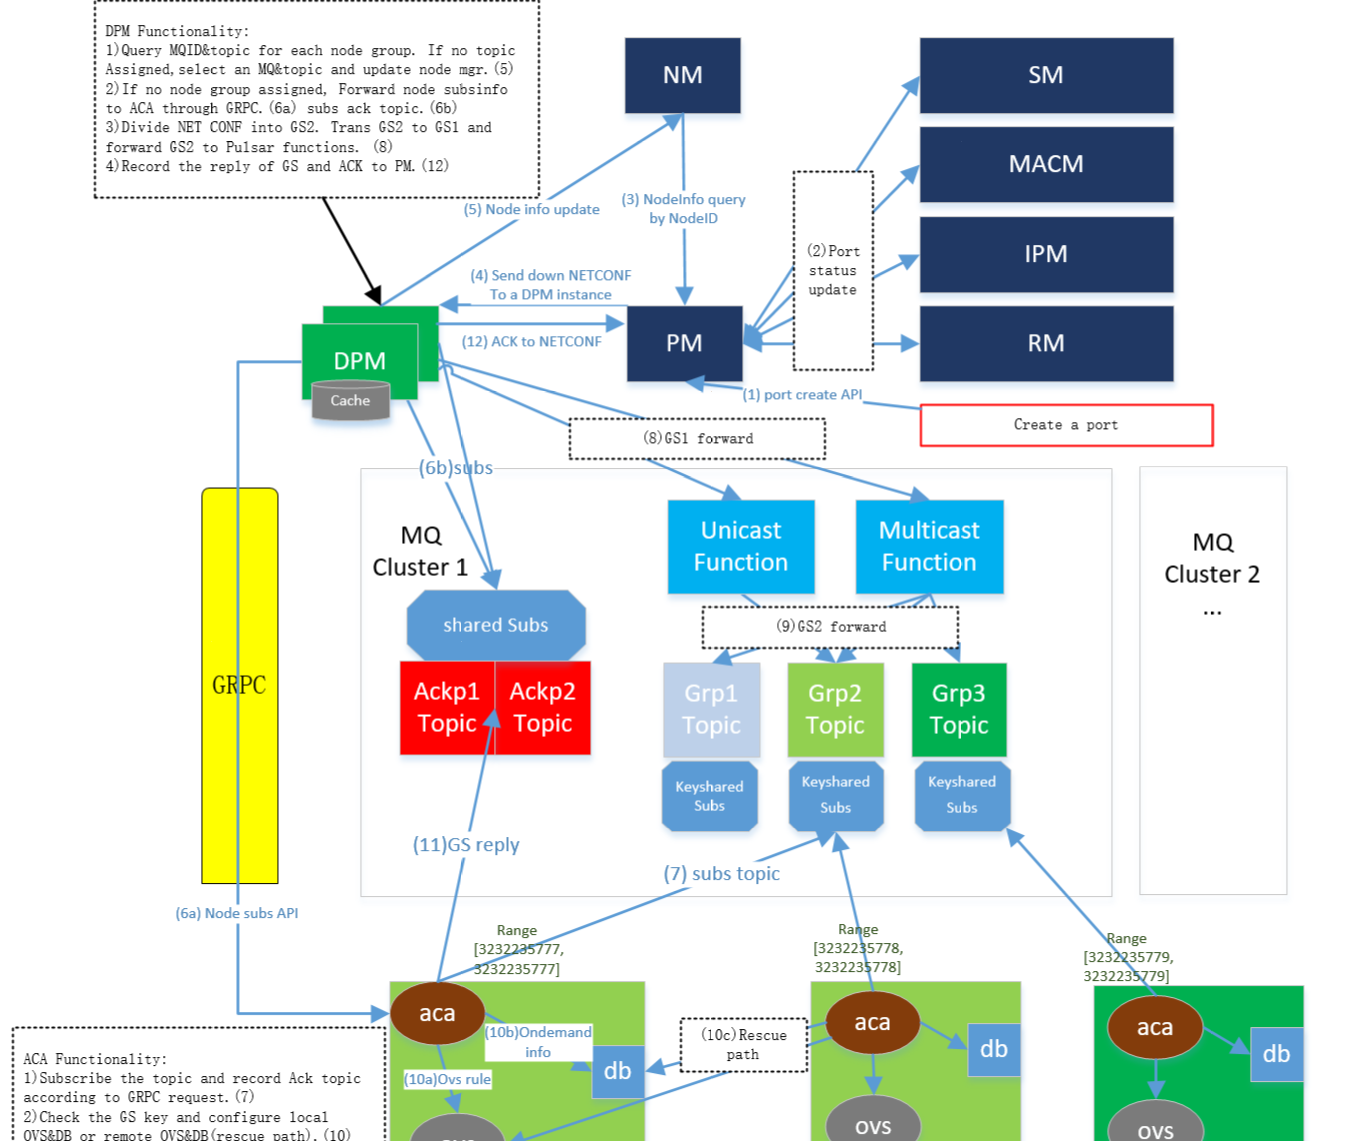 DPM Functionality:
1)Query MQID&topic for each node group. If no topic
Assigned, select an MQ&topic and update node mgr. (5)
2)If no node group assigned, Forward node subsinfo
to ACA through GRPC. (6a) subs ack topic. (6b)
3)Divide NET CONF into GS2. Trans GS2 to GS1 and
forward GS2 to Pulsar functions. (8)
4)Record the reply of GS and ACK to PM. (12)
NM
SM
MACM
IPM
RM
(2)Port
status
update
(5) Node info update
(3) NodeInfo query
by NodeID
(4) Send down NETCONF
To a DPM instance
(12) ACK to NETCONF
DPM
Cache
PM
(1) port create API
Create a port
(8)GS1 forward
(6b)subs
MQ
Cluster 1
Unicast
Function
Multicast
Function
MQ
Cluster 2
...
shared Subs
(9)GS2 forward
GRPC
Ackp1
Topic
Ackp2
Topic
Grp1
Topic
Grp2
Topic
Grp3
Topic
Keyshared
Subs
Keyshared
Subs
Keyshared
Subs
(11)GS reply
(7) subs topic
(6a) Node subs API
Range
[3232235777,
3232235777]
Range
[3232235778,
3232235778]
Range
[3232235779,
3232235779]
aca
(10b)Ondemand
info
db
(10a)Ovs rule
ovs
(10c)Rescue
path
aca
db
ovs
aca
db
ovs
ACA Functionality:
1)Subscribe the topic and record Ack topic
according to GRPC request. (7)
2)Check the GS key and configure local
OVS&DB or remote OVS&DB(rescue path). (10)